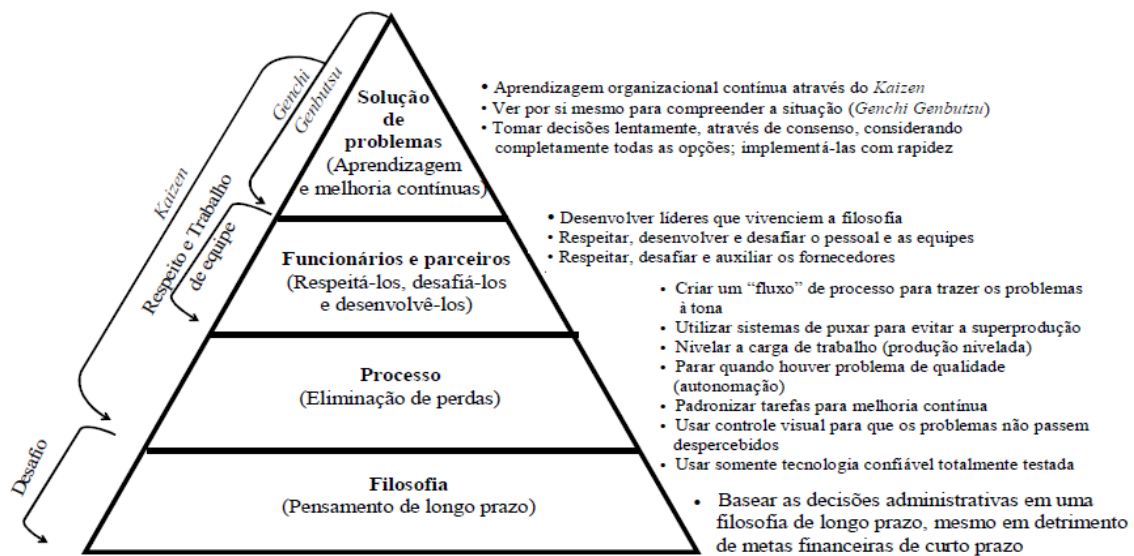 Genchi
Genbutsu
Kaizen
Respeito e Trabalho
de equipe
Desafio
Solução
de
problemas
(Aprendizagem
e melhoria contínuas)
• Aprendizagem organizacional contínua através do Kaizen
• Ver por si mesmo para compreender a situação (Genchi Genbutsu)
• Tomar decisões lentamente, através de consenso, considerando
completamente todas as opções; implementá-las com rapidez
Funcionários e parceiros
(Respeitá-los, desafiá-los
e desenvolvê-los)
• Desenvolver líderes que vivenciem a filosofia
• Respeitar, desenvolver e desafiar o pessoal e as equipes
• Respeitar, desafiar e auxiliar os fornecedores
Processo
(Eliminação de perdas)
• Criar um “fluxo” de processo para trazer os problemas
à tona
• Utilizar sistemas de puxar para evitar a superprodução
• Nivelar a carga de trabalho (produção nivelada)
• Parar quando houver problema de qualidade
(autonomação)
• Padronizar tarefas para melhoria contínua
• Usar controle visual para que os problemas não passem
despercebidos
• Usar somente tecnologia confiável totalmente testada
Filosofia
(Pensamento de longo prazo)
• Basear as decisões administrativas em uma
filosofia de longo prazo, mesmo em detrimento
de metas financeiras de curto prazo